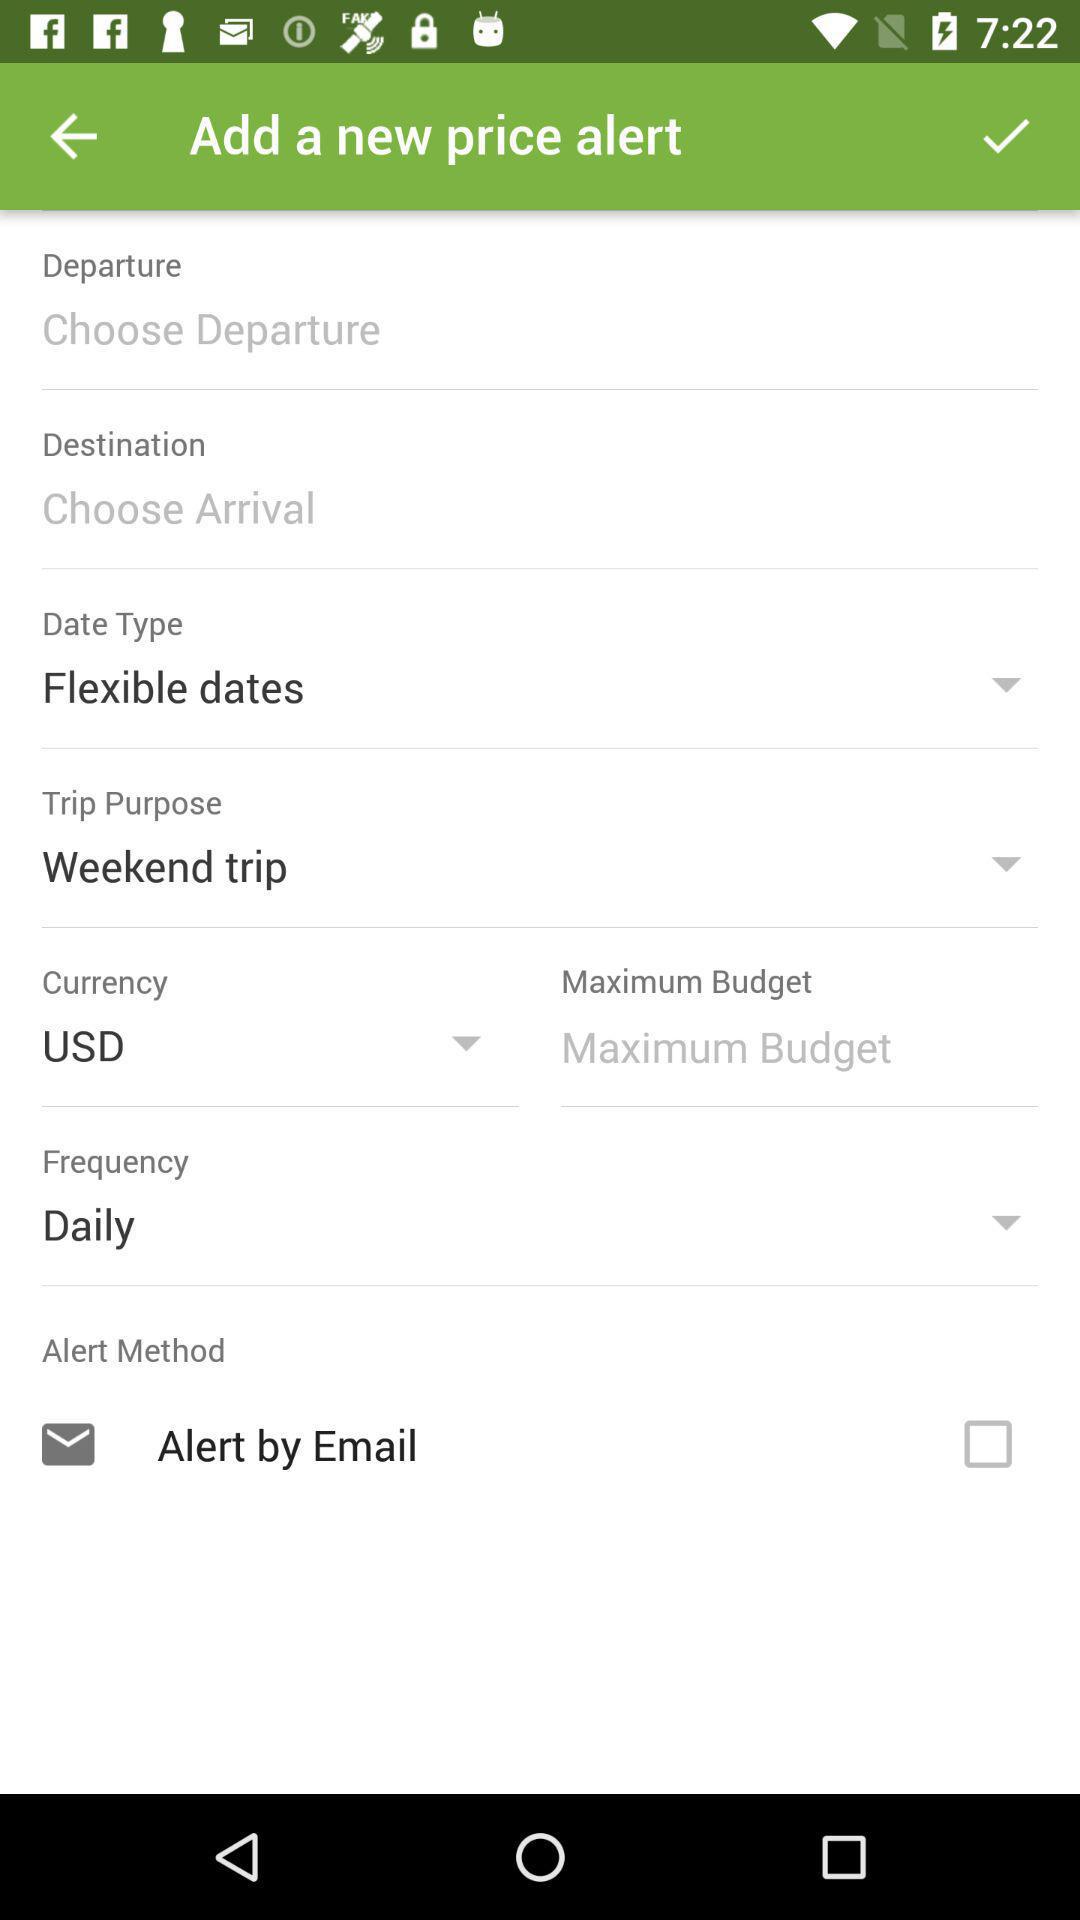 FAKE 7:22
Add a new price alert
Departure
Choose Departure
Destination
Choose Arrival
Date Type
Flexible dates
Trip Purpose
Weekend trip
Currency
Maximum Budget
USD
Maximum Budget
Frequency
Daily
Alert Method
Alert by Email